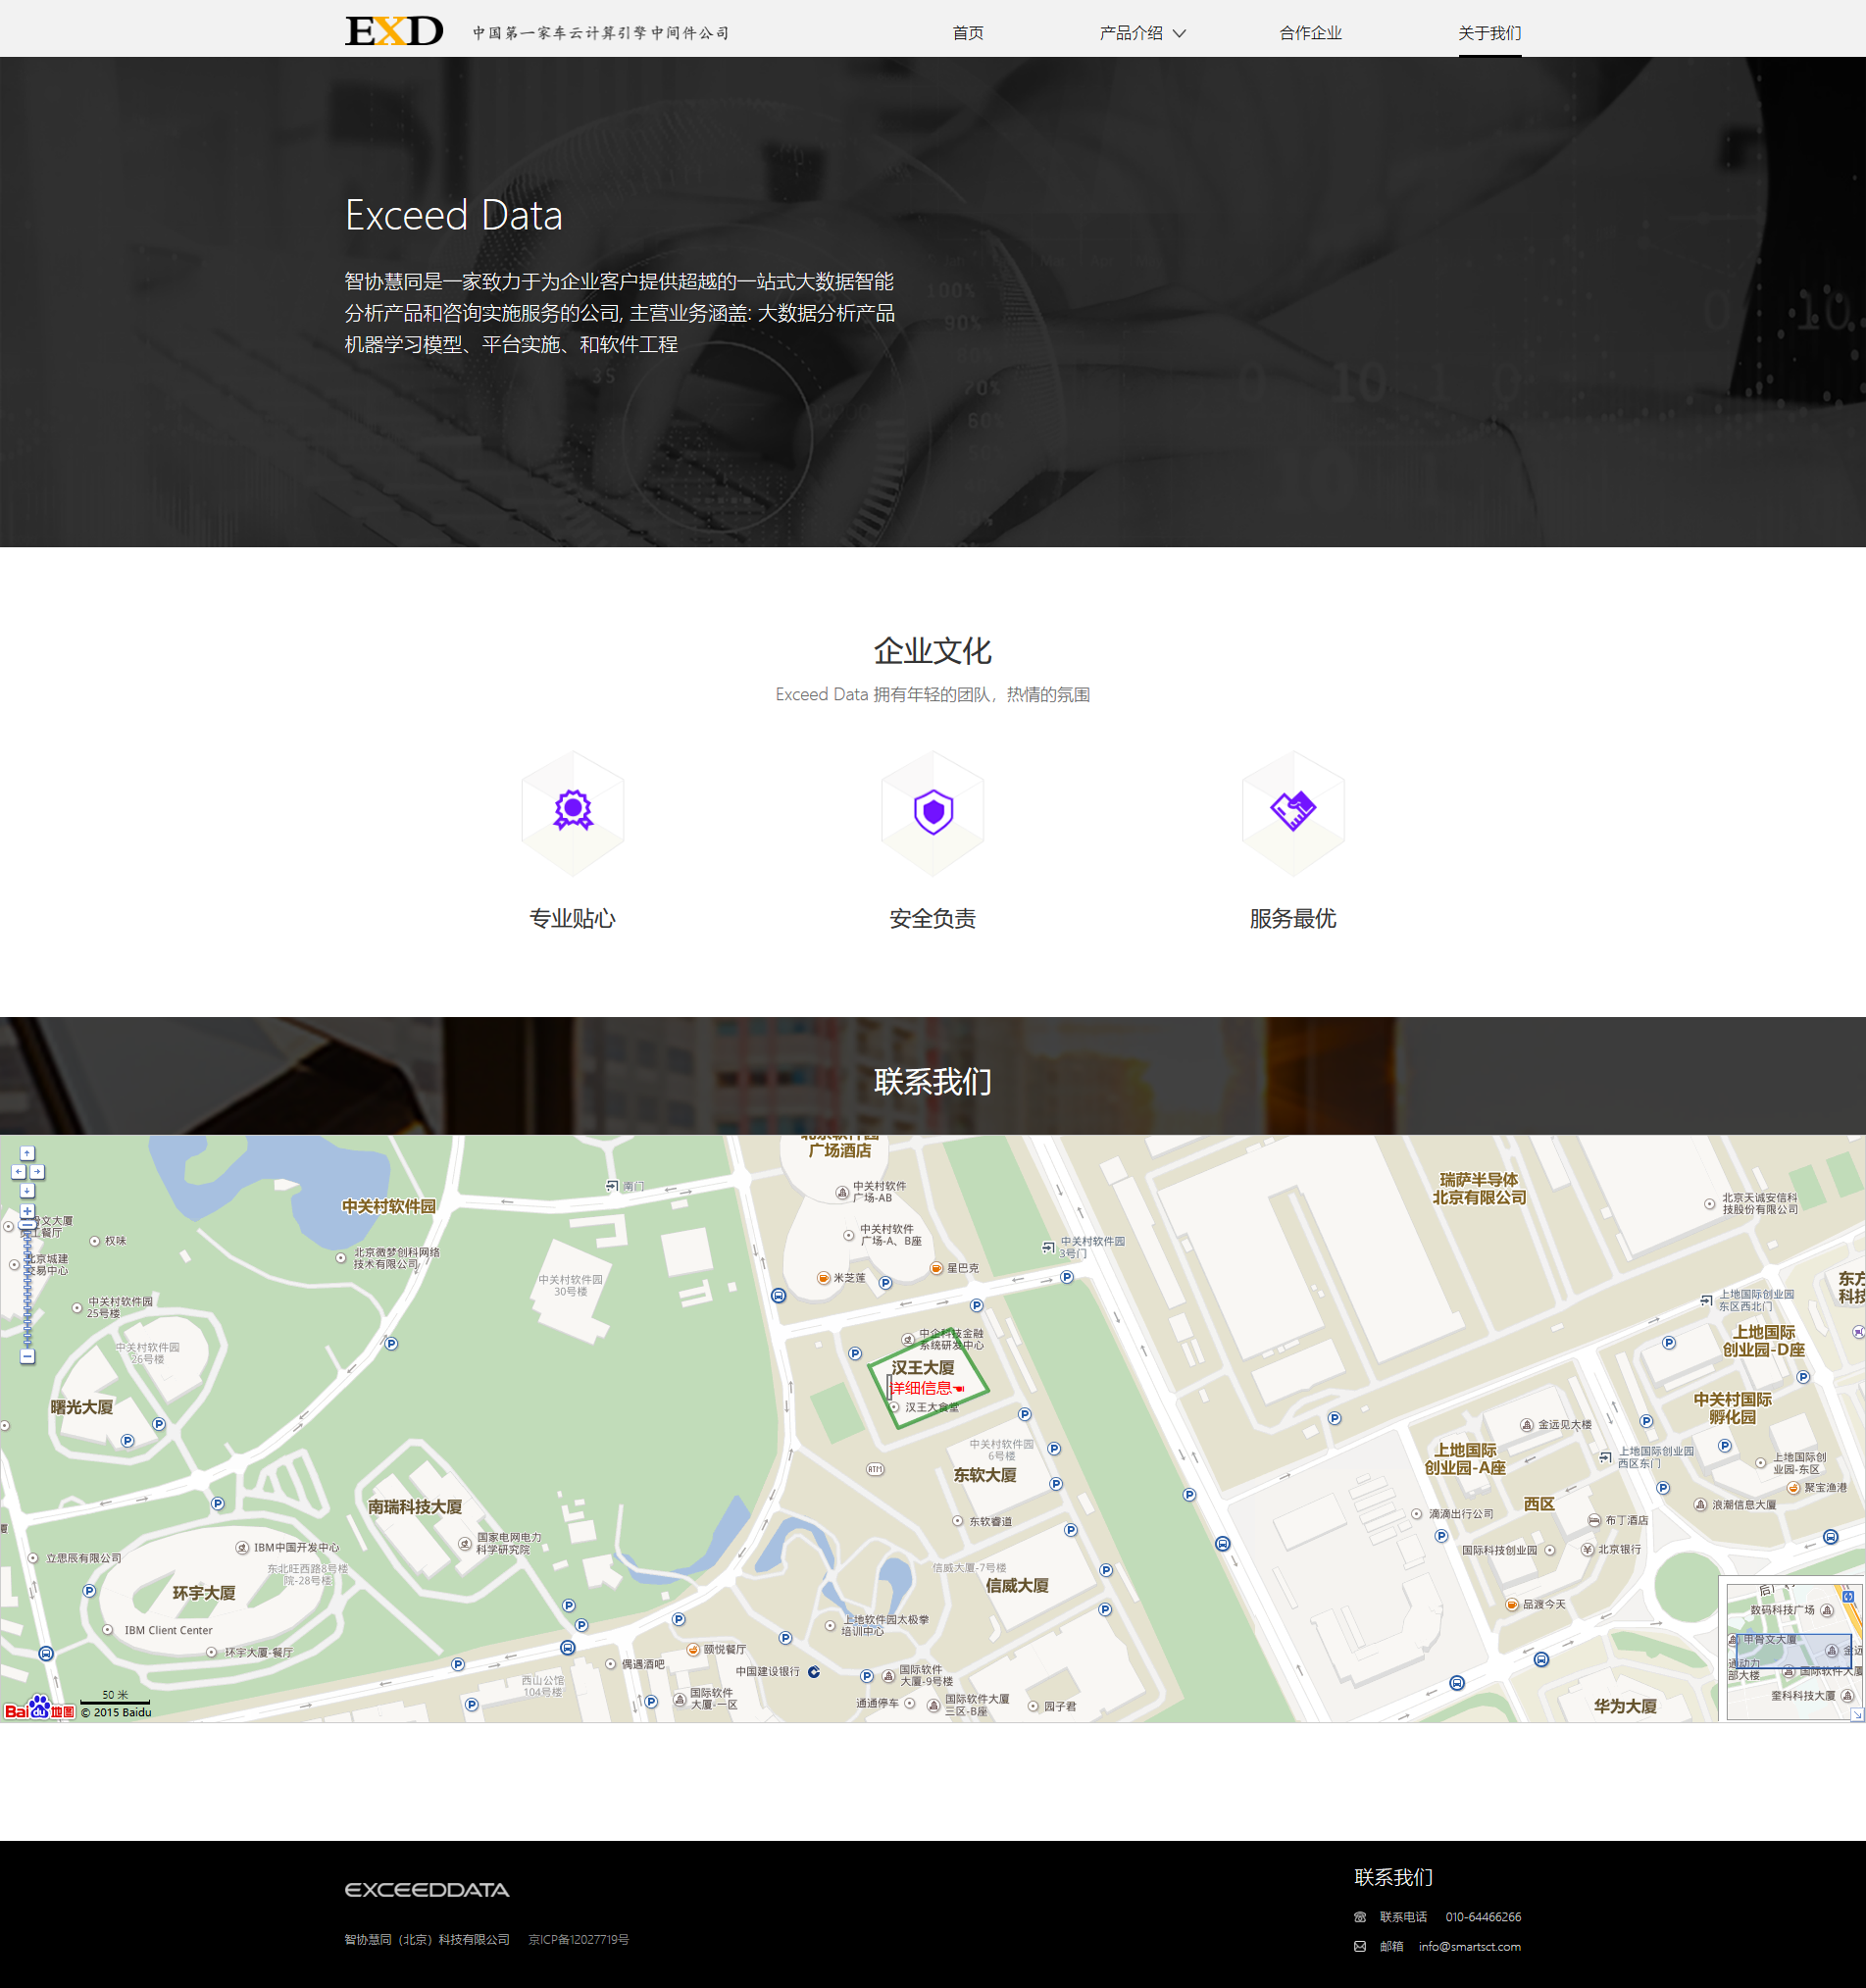 EXD
中国第一家车云计算引擎中间件公司
首页
产品介绍
合作企业
关于我们
Exceed Data
智协慧同是一家致力于为企业客户提供超越的一站式大数据智能
分析产品和咨询实施服务的公司, 主营业务涵盖: 大数据分析产品
机器学习模型、平台实施、和软件工程
企业文化
Exceed Data 拥有年轻的团队，热情的氛围
专业贴心
安全负责
服务最优
联系我们
广场酒店
中关村软件
广场-AB
南门
中关村软件园
瑞萨半导体
北京有限公司
北京天诚安信科
技股份有限公司
权味
北京城建
交易中心
北京微梦创科网络
技术有限公司
中关村软件
广场-A、B座
中关村软件园
3号门
星巴克
米芝莲
中关村软件园
30号楼
中关村软件园
25号楼
上地国际创业园
东区西北门
上地国际
创业园-D座
中关村软件园
26号楼
中企科技金融
系统研发中心
汉王大厦
详细信息
汉王大食堂
曙光大厦
中关村国际
孵化园
金远见大楼
中关村软件园
6号楼
东软大厦
上地国际
创业园-A座
上地国际创业园
西区东门
上地国际创
业园-东区
聚宝渔港
ATM
南瑞科技大厦
西区
浪潮信息大厦
滴滴出行公司
布丁酒店
东软睿道
国家电网电力
科学研究院
IBM中国开发中心
立思辰有限公司
国际科技创业园
北京银行
东北旺西路8号楼
院-28号楼
信威大厦-7号楼
信威大厦
环宇大厦
品渡今天
数码科技广场
上地软件园太极拳
培训中心
IBM Client Center
环宇大厦-餐厅
颐悦餐厅
偶遇酒吧
中国建设银行
国际软件
大厦-9号楼
甲骨文大厦
国际软件大厦
奎科科技大厦
西山公馆
104号楼
国际软件
大厦-一区
通通停车
国际软件大厦
三区-B座
园子君
华为大厦
50 米
Bai du 地图
© 2015 Baidu
EXCEEDDATA
联系我们
联系电话 010-64466266
智协慧同（北京）科技有限公司 京ICP备12027719号
邮箱 info@smartsct.com